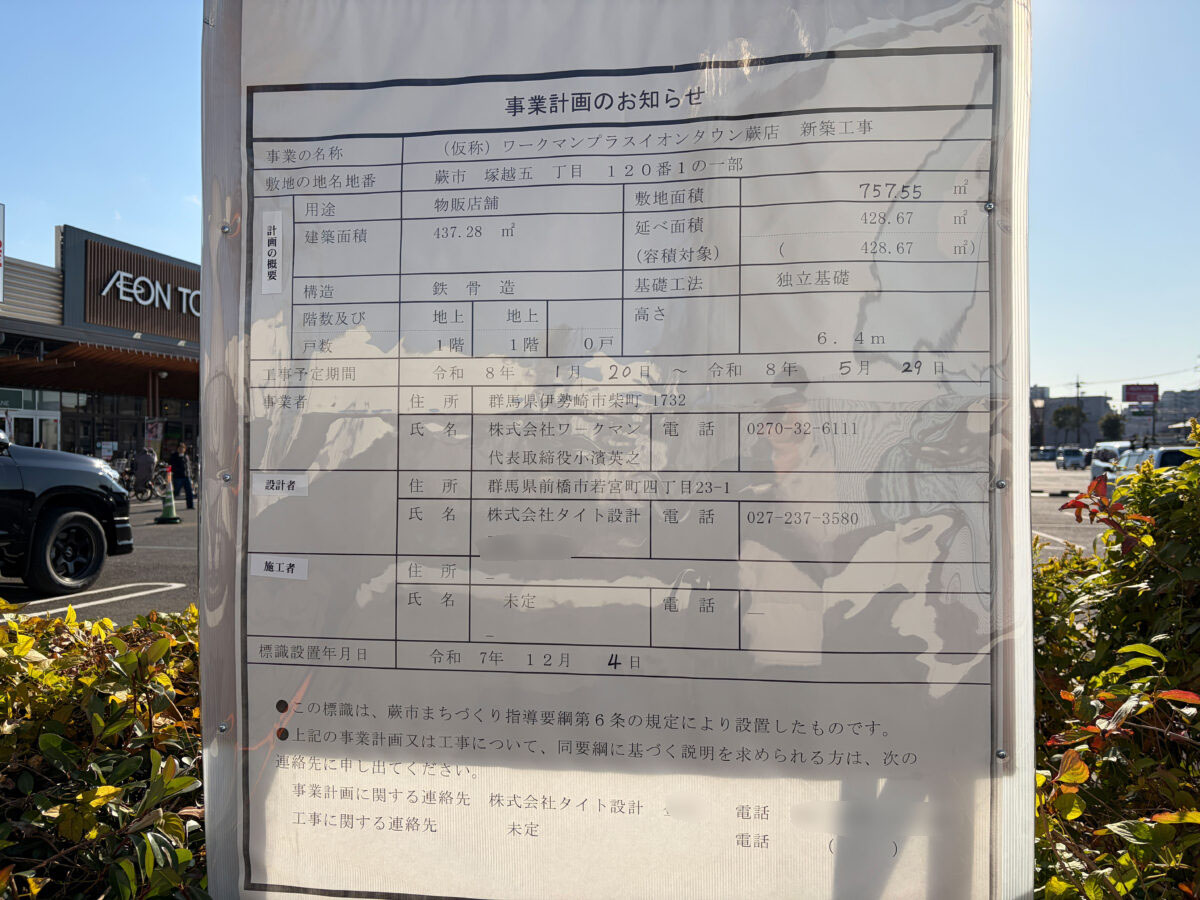 事業計画のお知らせ
事業の名称 (仮称) ワークマンプラスイオンタウン蕨店 新築工事
敷地の地名地番 蕨市 塚越五 丁目 120番1の一部
計画の概要
用途 物販店舗 敷地面積 757.55 ㎡
建築面積 437.28 ㎡ 延べ面積 428.67 ㎡
(容積対象) ( 428.67 ㎡)
構造 鉄骨造 基礎工法 独立基礎
階数及び 地上 地上 高さ
戸数 1階 1階 0戸 6.4m
工事予定期間 令和 8年 1月 20日 ~ 令和 8年 5月 29日
事業者 住所 群馬県伊勢崎市柴町 1732
氏名 株式会社ワークマン 電話 0270-32-6111
代表取締役小濱英之
設計者 住所 群馬県前橋市若宮町四丁目23-1
氏名 株式会社タイト設計 電話 027-237-3580
施工者 住所 _
氏名 未定 電話 _
_
標識設置年月日 令和 7年 12月 4日
●この標識は、蕨市まちづくり指導要綱第6条の規定により設置したものです。
●上記の事業計画又は工事について、同要綱に基づく説明を求められる方は、次の
連絡先に申し出てください。
事業計画に関する連絡先 株式会社タイト設計 電話
工事に関する連絡先 未定 電話 ( )
ÆON TO